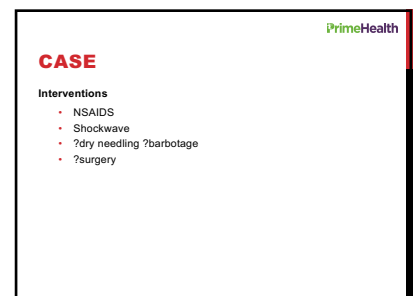 PrimeHealth
CASE
Interventions
• NSAIDS
• Shockwave
• ?dry needling ?barbotage
• ?surgery